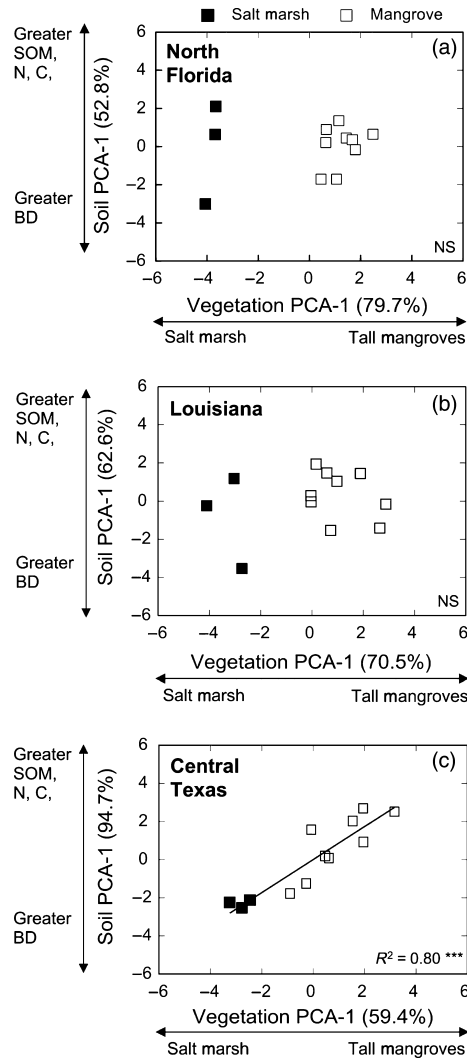 Salt marsh Mangrove
Greater
SOM,
N, C,
Greater
BD
Soil PCA-1 (52.8%)
6
4
2
0
−2
−4
−6
North
Florida
(a)
NS
−6 −4 −2 0 2 4 6
Vegetation PCA-1 (79.7%)
Salt marsh Tall mangroves
Greater
SOM,
N, C,
Greater
BD
Soil PCA-1 (62.6%)
6
4
2
0
−2
−4
−6
Louisiana
(b)
NS
−6 −4 −2 0 2 4 6
Vegetation PCA-1 (70.5%)
Salt marsh Tall mangroves
Greater
SOM,
N, C,
Greater
BD
Soil PCA-1 (94.7%)
6
4
2
0
−2
−4
−6
Central
Texas
(c)
R² = 0.80 ***
−6 −4 −2 0 2 4 6
Vegetation PCA-1 (59.4%)
Salt marsh Tall mangroves